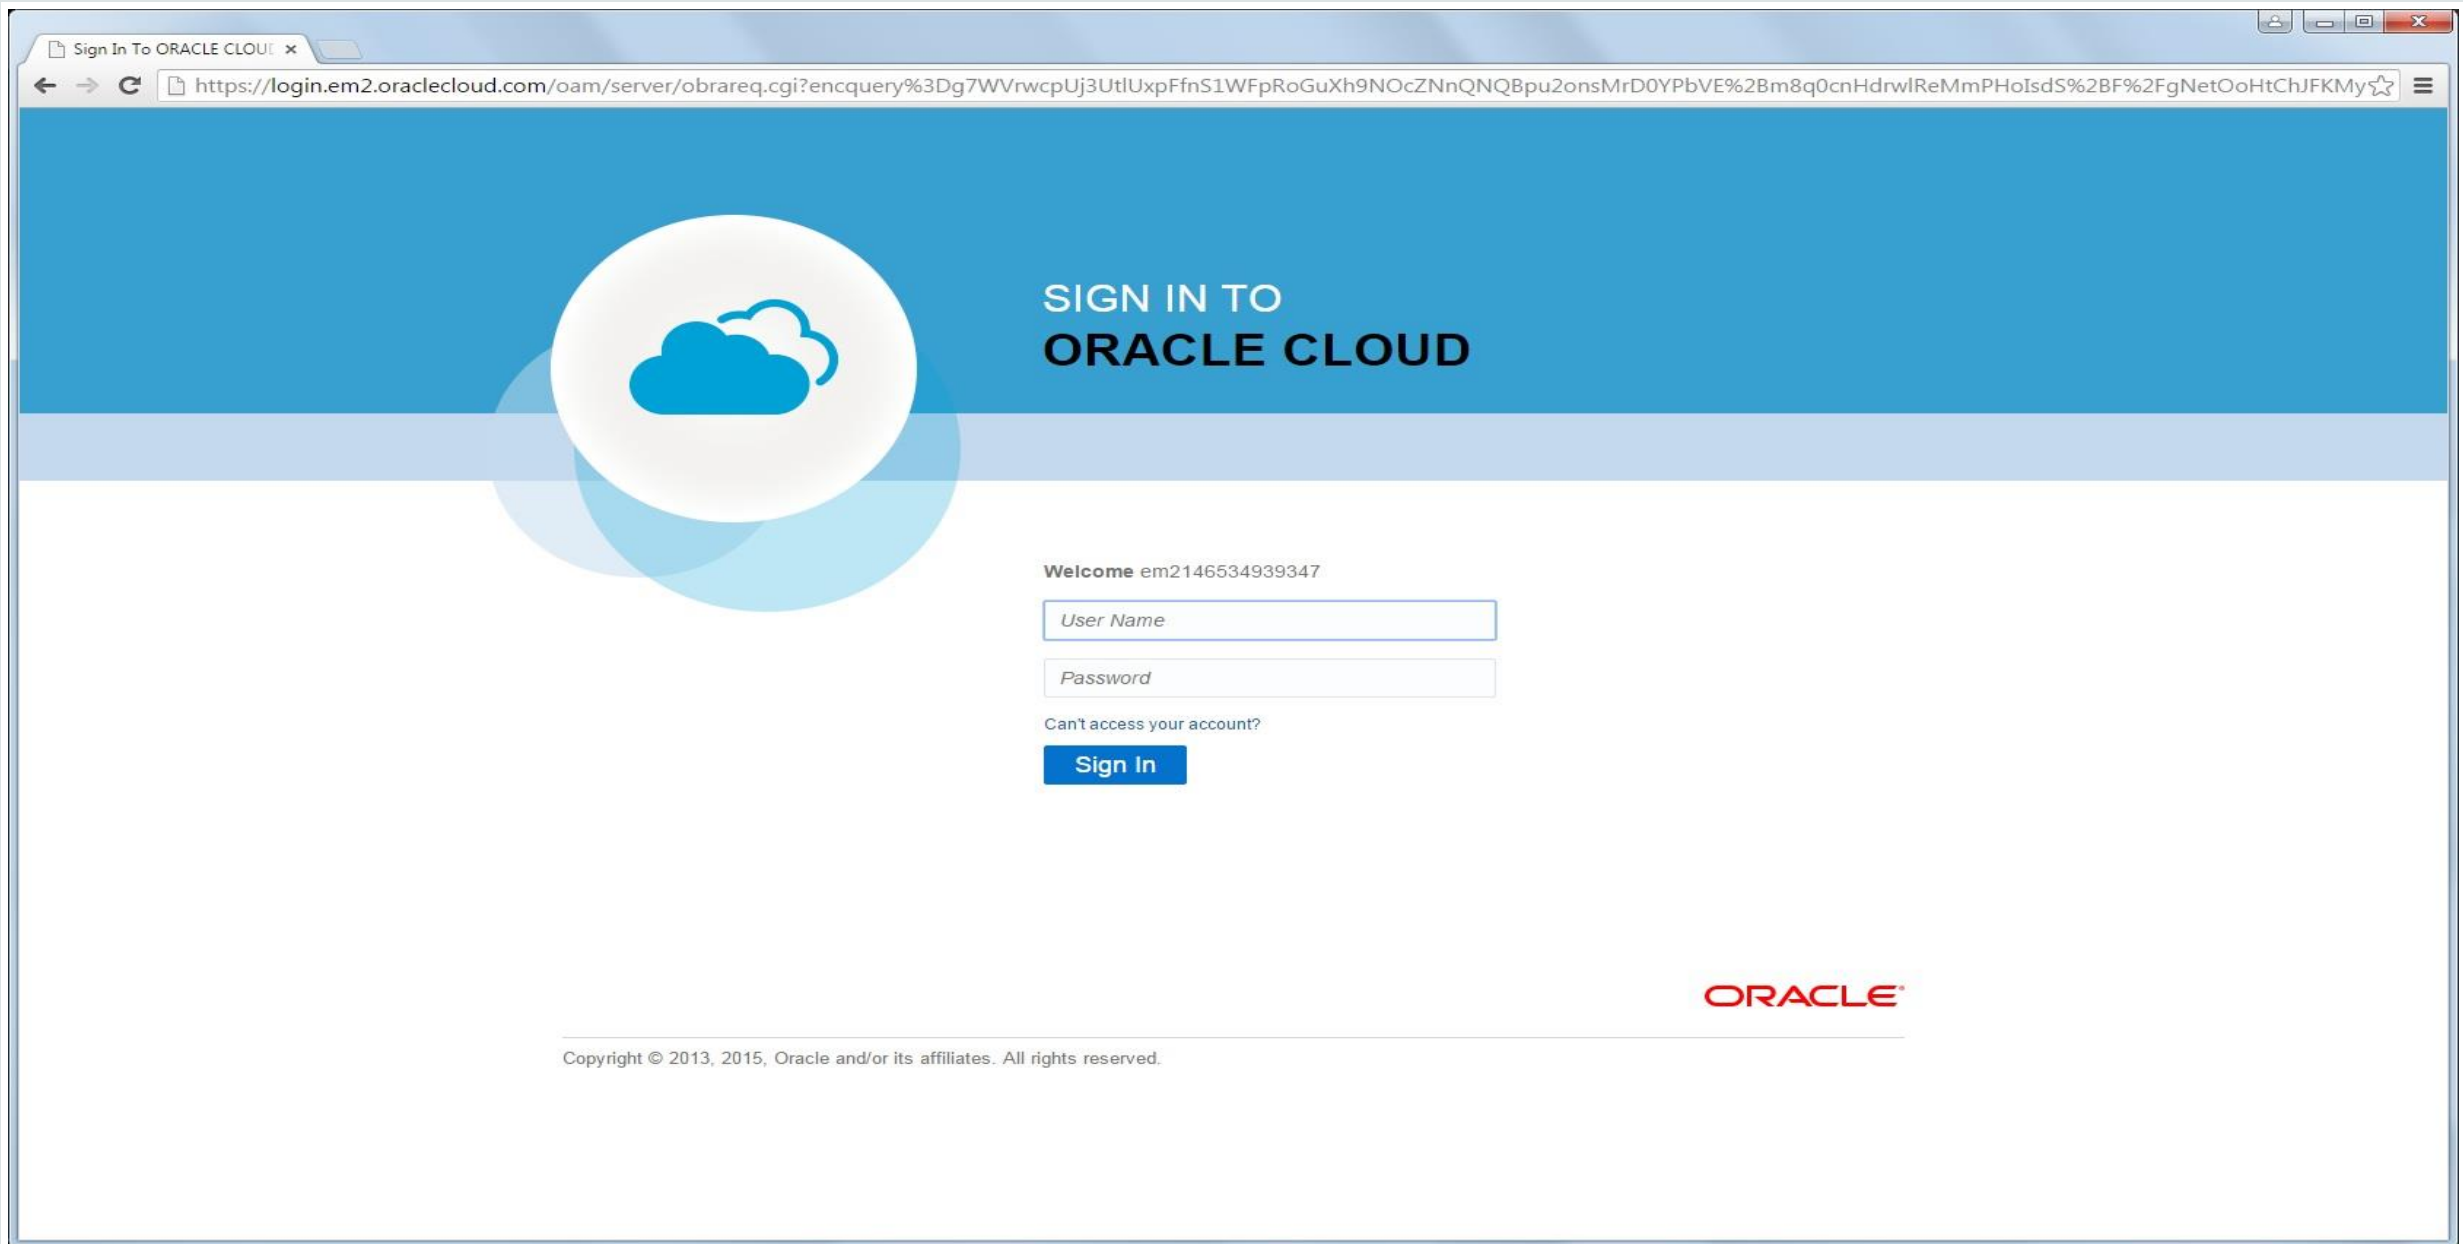 Sign In To ORACLE CLOUD
https://login.em2.oraclecloud.com/oam/server/obrareq.cgi?encquery%3Dg7WVrwcpUj3UtlUxpFfnS1WFpRoGuXh9NOcZNnQNQBpu2onsMrD0YPbVE%2Bm8q0cnHdrwlReMmPHoIsdS%2BF%2FgNetOoHtChJFKMy
SIGN IN TO
ORACLE CLOUD
Welcome em2146534939347
User Name
Password
Can't access your account?
Sign In
ORACLE®
Copyright © 2013, 2015, Oracle and/or its affiliates. All rights reserved.